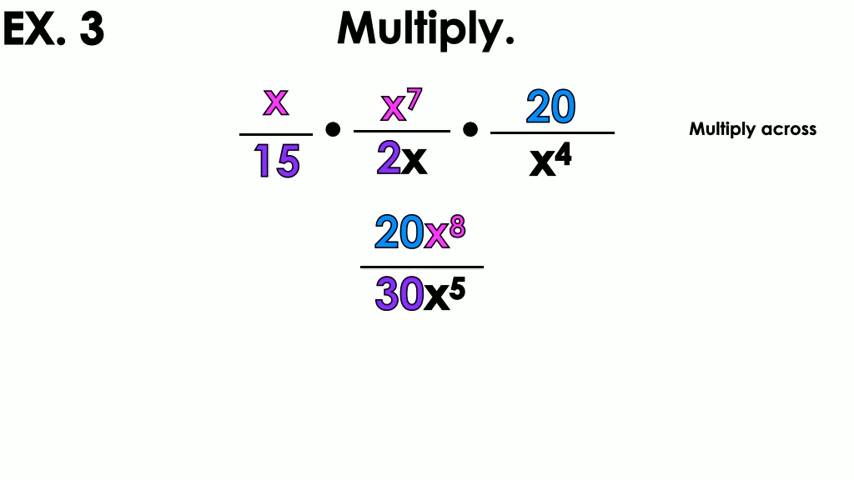 EX. 3 Multiply.
x/15 • x⁷/2x • 20/x⁴ Multiply across
20x⁸/30x⁵